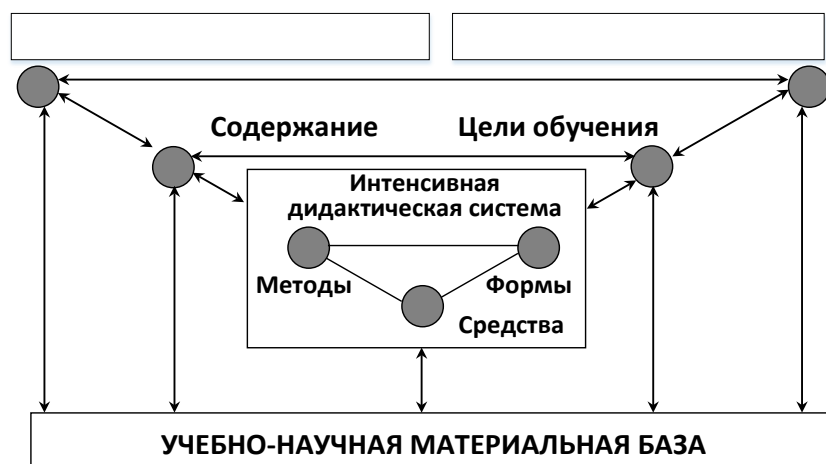 Содержание
Цели обучения
Интенсивная
дидактическая система
Методы
Формы
Средства
УЧЕБНО-НАУЧНАЯ МАТЕРИАЛЬНАЯ БАЗА